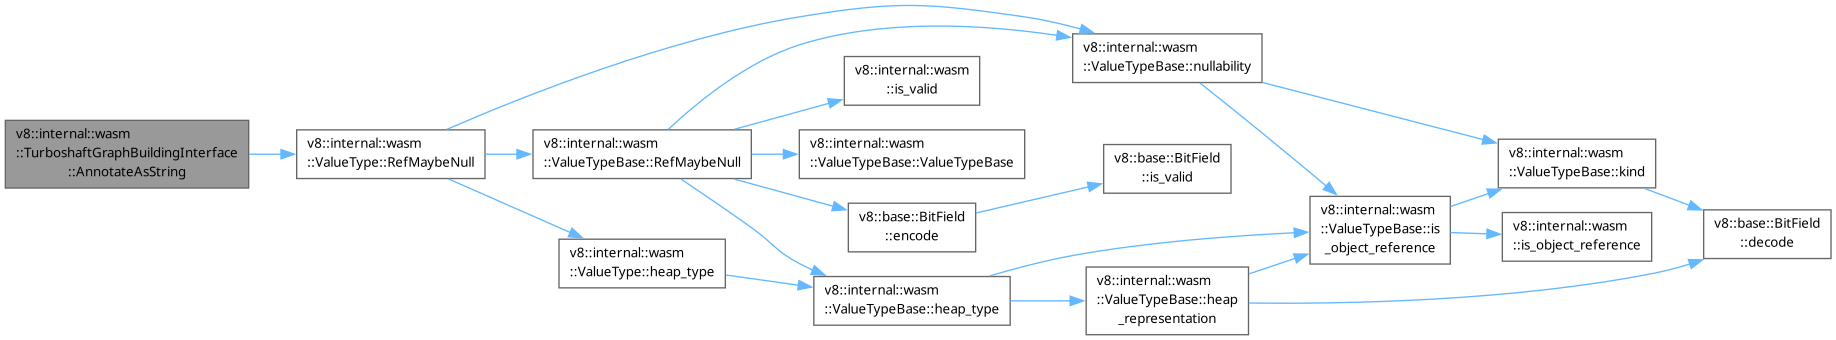 v8::internal::wasm
::TurboshaftGraphBuildingInterface
::AnnotateAsString
v8::internal::wasm
::ValueType::RefMaybeNull
v8::internal::wasm
::ValueTypeBase::RefMaybeNull
v8::internal::wasm
::ValueType::heap_type
v8::internal::wasm
::is_valid
v8::internal::wasm
::ValueTypeBase::ValueTypeBase
v8::base::BitField
::encode
v8::internal::wasm
::ValueTypeBase::heap_type
v8::internal::wasm
::ValueTypeBase::nullability
v8::base::BitField
::is_valid
v8::internal::wasm
::ValueTypeBase::heap
_representation
v8::internal::wasm
::ValueTypeBase::is
_object_reference
v8::internal::wasm
::ValueTypeBase::kind
v8::internal::wasm
::is_object_reference
v8::base::BitField
::decode